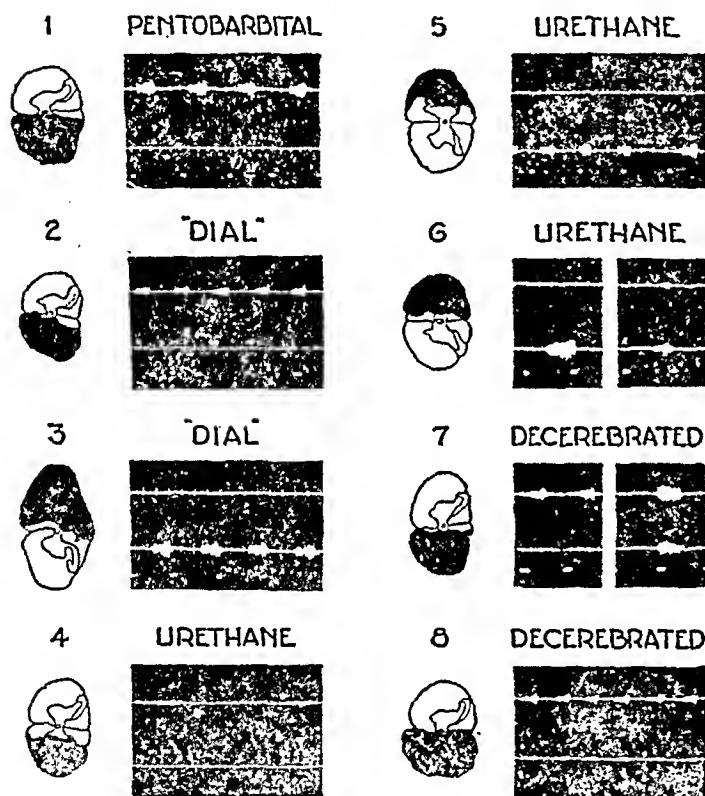 1 PENTOBARBITAL
2 "DIAL"
3 "DIAL"
4 URETHANE
5 URETHANE
6 URETHANE
7 DECEREBRATED
8 DECEREBRATED